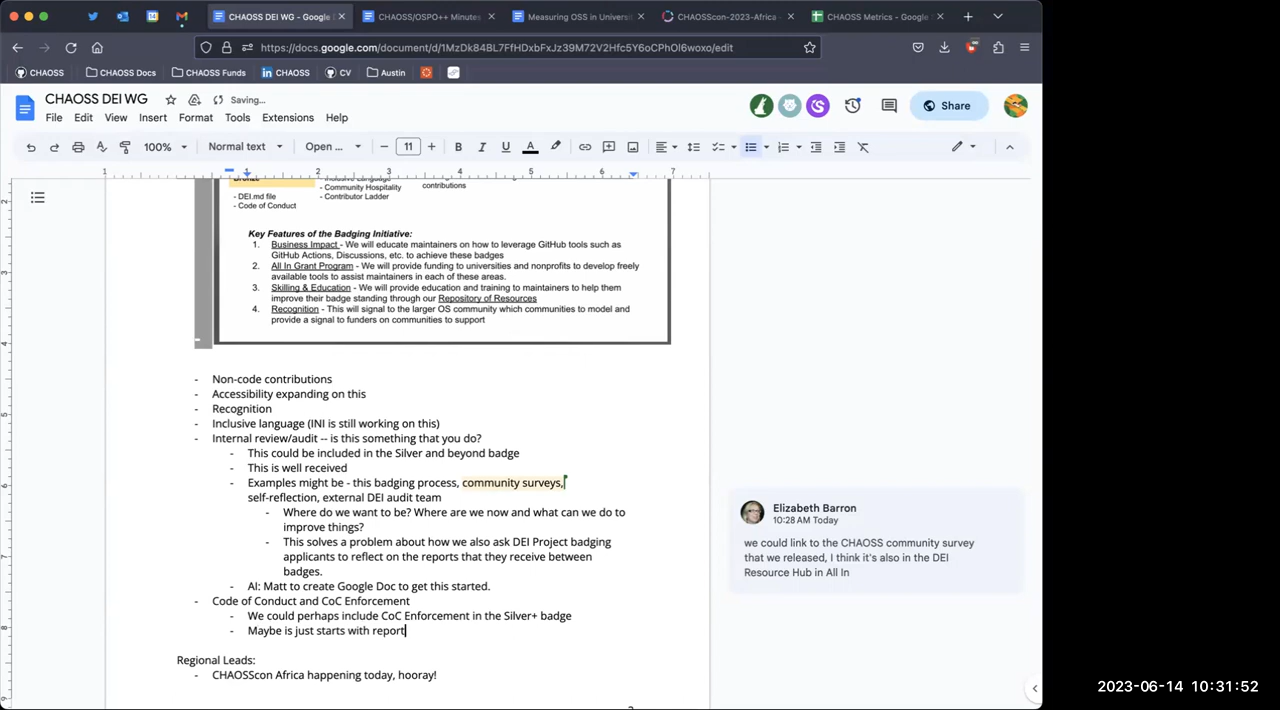 CHAOSS DEI WG - Google
CHAOSS/OSPO++ Minutes
Measuring OSS in Universi
CHAOSScon-2023-Africa -
CHAOSS Metrics - Google
https://docs.google.com/document/d/1MzDk84BL7FfHDxbFxJz39M72V2Hfc5Y6oCPhOl6woxo/edit
CHAOSS
CHAOSS Docs
CHAOSS Funds
CHAOSS
CV
Austin
CHAOSS DEI WG
Saving…
Share
File Edit View Insert Format Tools Extensions Help
100% Normal text Open ... 11
- DEI.md file
- Code of Conduct
- Community Hospitality
- Contributor Ladder
contributions
Key Features of the Badging Initiative:
1. Business Impact - We will educate maintainers on how to leverage GitHub tools such as
GitHub Actions, Discussions, etc. to achieve these badges
2. All In Grant Program - We will provide funding to universities and nonprofits to develop freely
available tools to assist maintainers in each of these areas.
3. Skilling & Education - We will provide education and training to maintainers to help them
improve their badge standing through our Repository of Resources
4. Recognition - This will signal to the larger OS community which communities to model and
provide a signal to funders on communities to support
- Non-code contributions
- Accessibility expanding on this
- Recognition
- Inclusive language (INI is still working on this)
- Internal review/audit -- is this something that you do?
- This could be included in the Silver and beyond badge
- This is well received
- Examples might be - this badging process, community surveys,
self-reflection, external DEI audit team
- Where do we want to be? Where are we now and what can we do to
improve things?
- This solves a problem about how we also ask DEI Project badging
applicants to reflect on the reports that they receive between
badges.
- AI: Matt to create Google Doc to get this started.
- Code of Conduct and CoC Enforcement
- We could perhaps include CoC Enforcement in the Silver+ badge
- Maybe is just starts with report
Regional Leads:
- CHAOSScon Africa happening today, hooray!
Elizabeth Barron
10:28 AM Today
we could link to the CHAOSS community survey
that we released, I think it's also in the DEI
Resource Hub in All In
2023-06-14 10:31:52